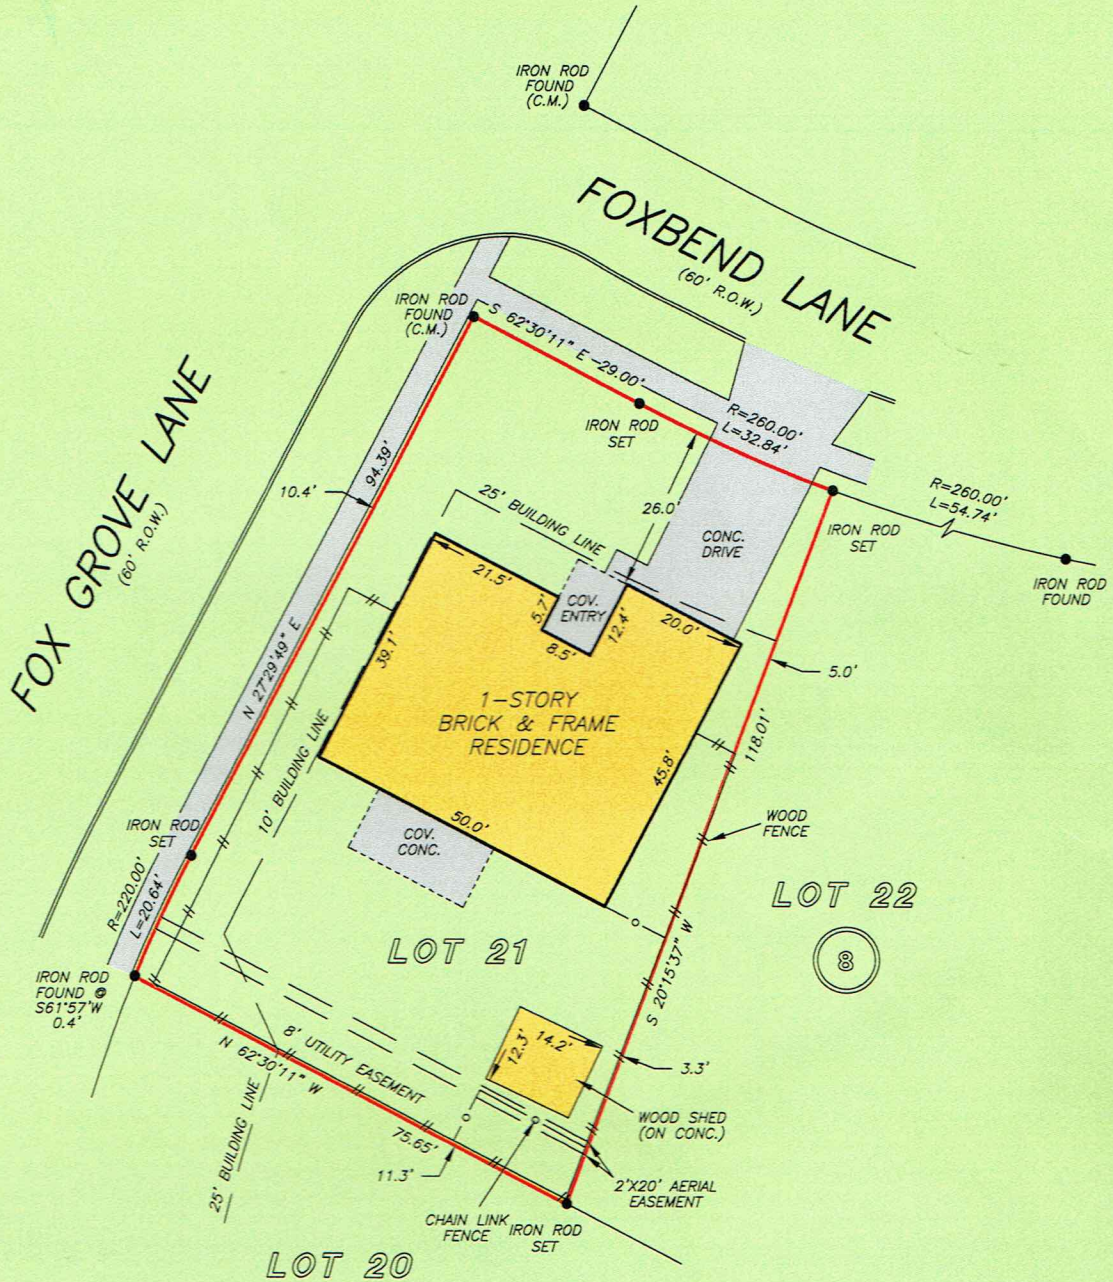 IRON ROD
FOUND
(C.M.)
FOXBEND LANE
(60' R.O.W.)
IRON ROD
FOUND
(C.M.)
S 62°30'11" E -29.00'
IRON ROD
SET
R=260.00'
L=32.84'
R=260.00'
L=54.74'
IRON ROD
SET
IRON ROD
FOUND
FOX GROVE LANE
(60' R.O.W.)
10.4'
94.39'
N 27°29'49" E
25' BUILDING LINE
26.0'
CONC.
DRIVE
21.5'
5.7'
COV.
ENTRY
8.5'
12.4'
20.0'
5.0'
39.1'
1-STORY
BRICK & FRAME
RESIDENCE
45.8'
118.01'
10' BUILDING LINE
50.0'
COV.
CONC.
WOOD
FENCE
IRON ROD
SET
R=220.00'
L=20.64'
LOT 22
8
LOT 21
S 20°15'37" W
IRON ROD
FOUND @
S61°57'W
0.4'
8' UTILITY EASEMENT
N 62°30'11" W
75.65'
12.3'
14.2'
3.3'
WOOD SHED
(ON CONC.)
2'X20' AERIAL
EASEMENT
11.3'
25' BUILDING LINE
CHAIN LINK
FENCE
IRON ROD
SET
LOT 20